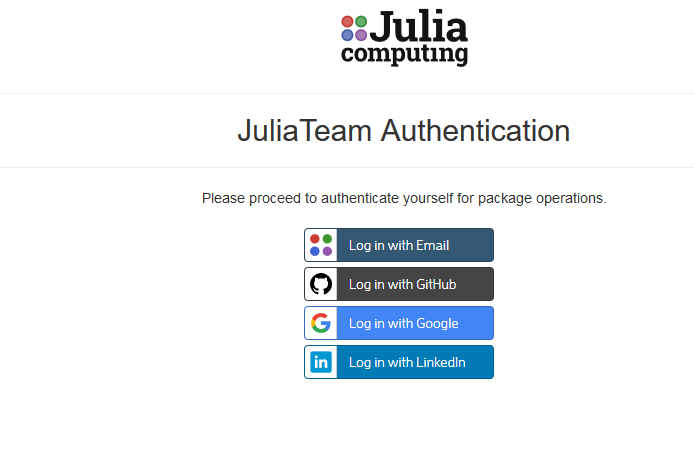 Julia
computing
JuliaTeam Authentication
Please proceed to authenticate yourself for package operations.
Log in with Email
Log in with GitHub
Log in with Google
in Log in with LinkedIn